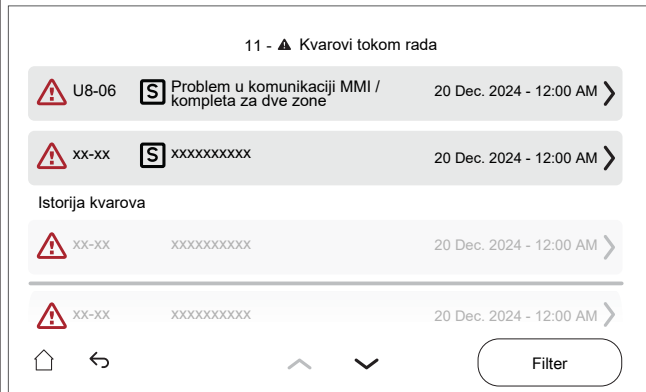 11 - Kvarovi tokom rada
U8-06 S Problem u komunikaciji MMI /
kompleta za dve zone 20 Dec. 2024 - 12:00 AM
xx-xx S xxxxxxxxxx 20 Dec. 2024 - 12:00 AM
Istorija kvarova
xx-xx xxxxxxxxxx 20 Dec. 2024 - 12:00 AM
xx-xx xxxxxxxxxx 20 Dec. 2024 - 12:00 AM
Filter